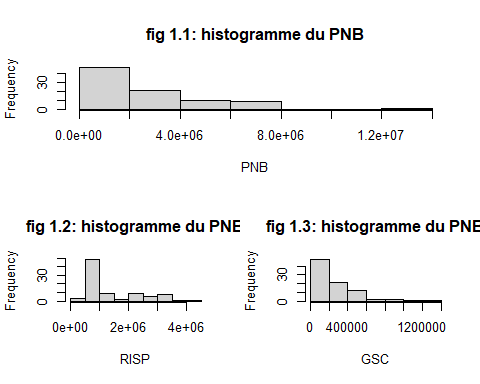 fig 1.1: histogramme du PNB
Frequency
0 30
0.0e+00 4.0e+06 8.0e+06 1.2e+07
PNB
fig 1.2: histogramme du PNE
Frequency
0 30
0e+00 2e+06 4e+06
RISP
fig 1.3: histogramme du PNE
Frequency
0 30
0 400000 1200000
GSC